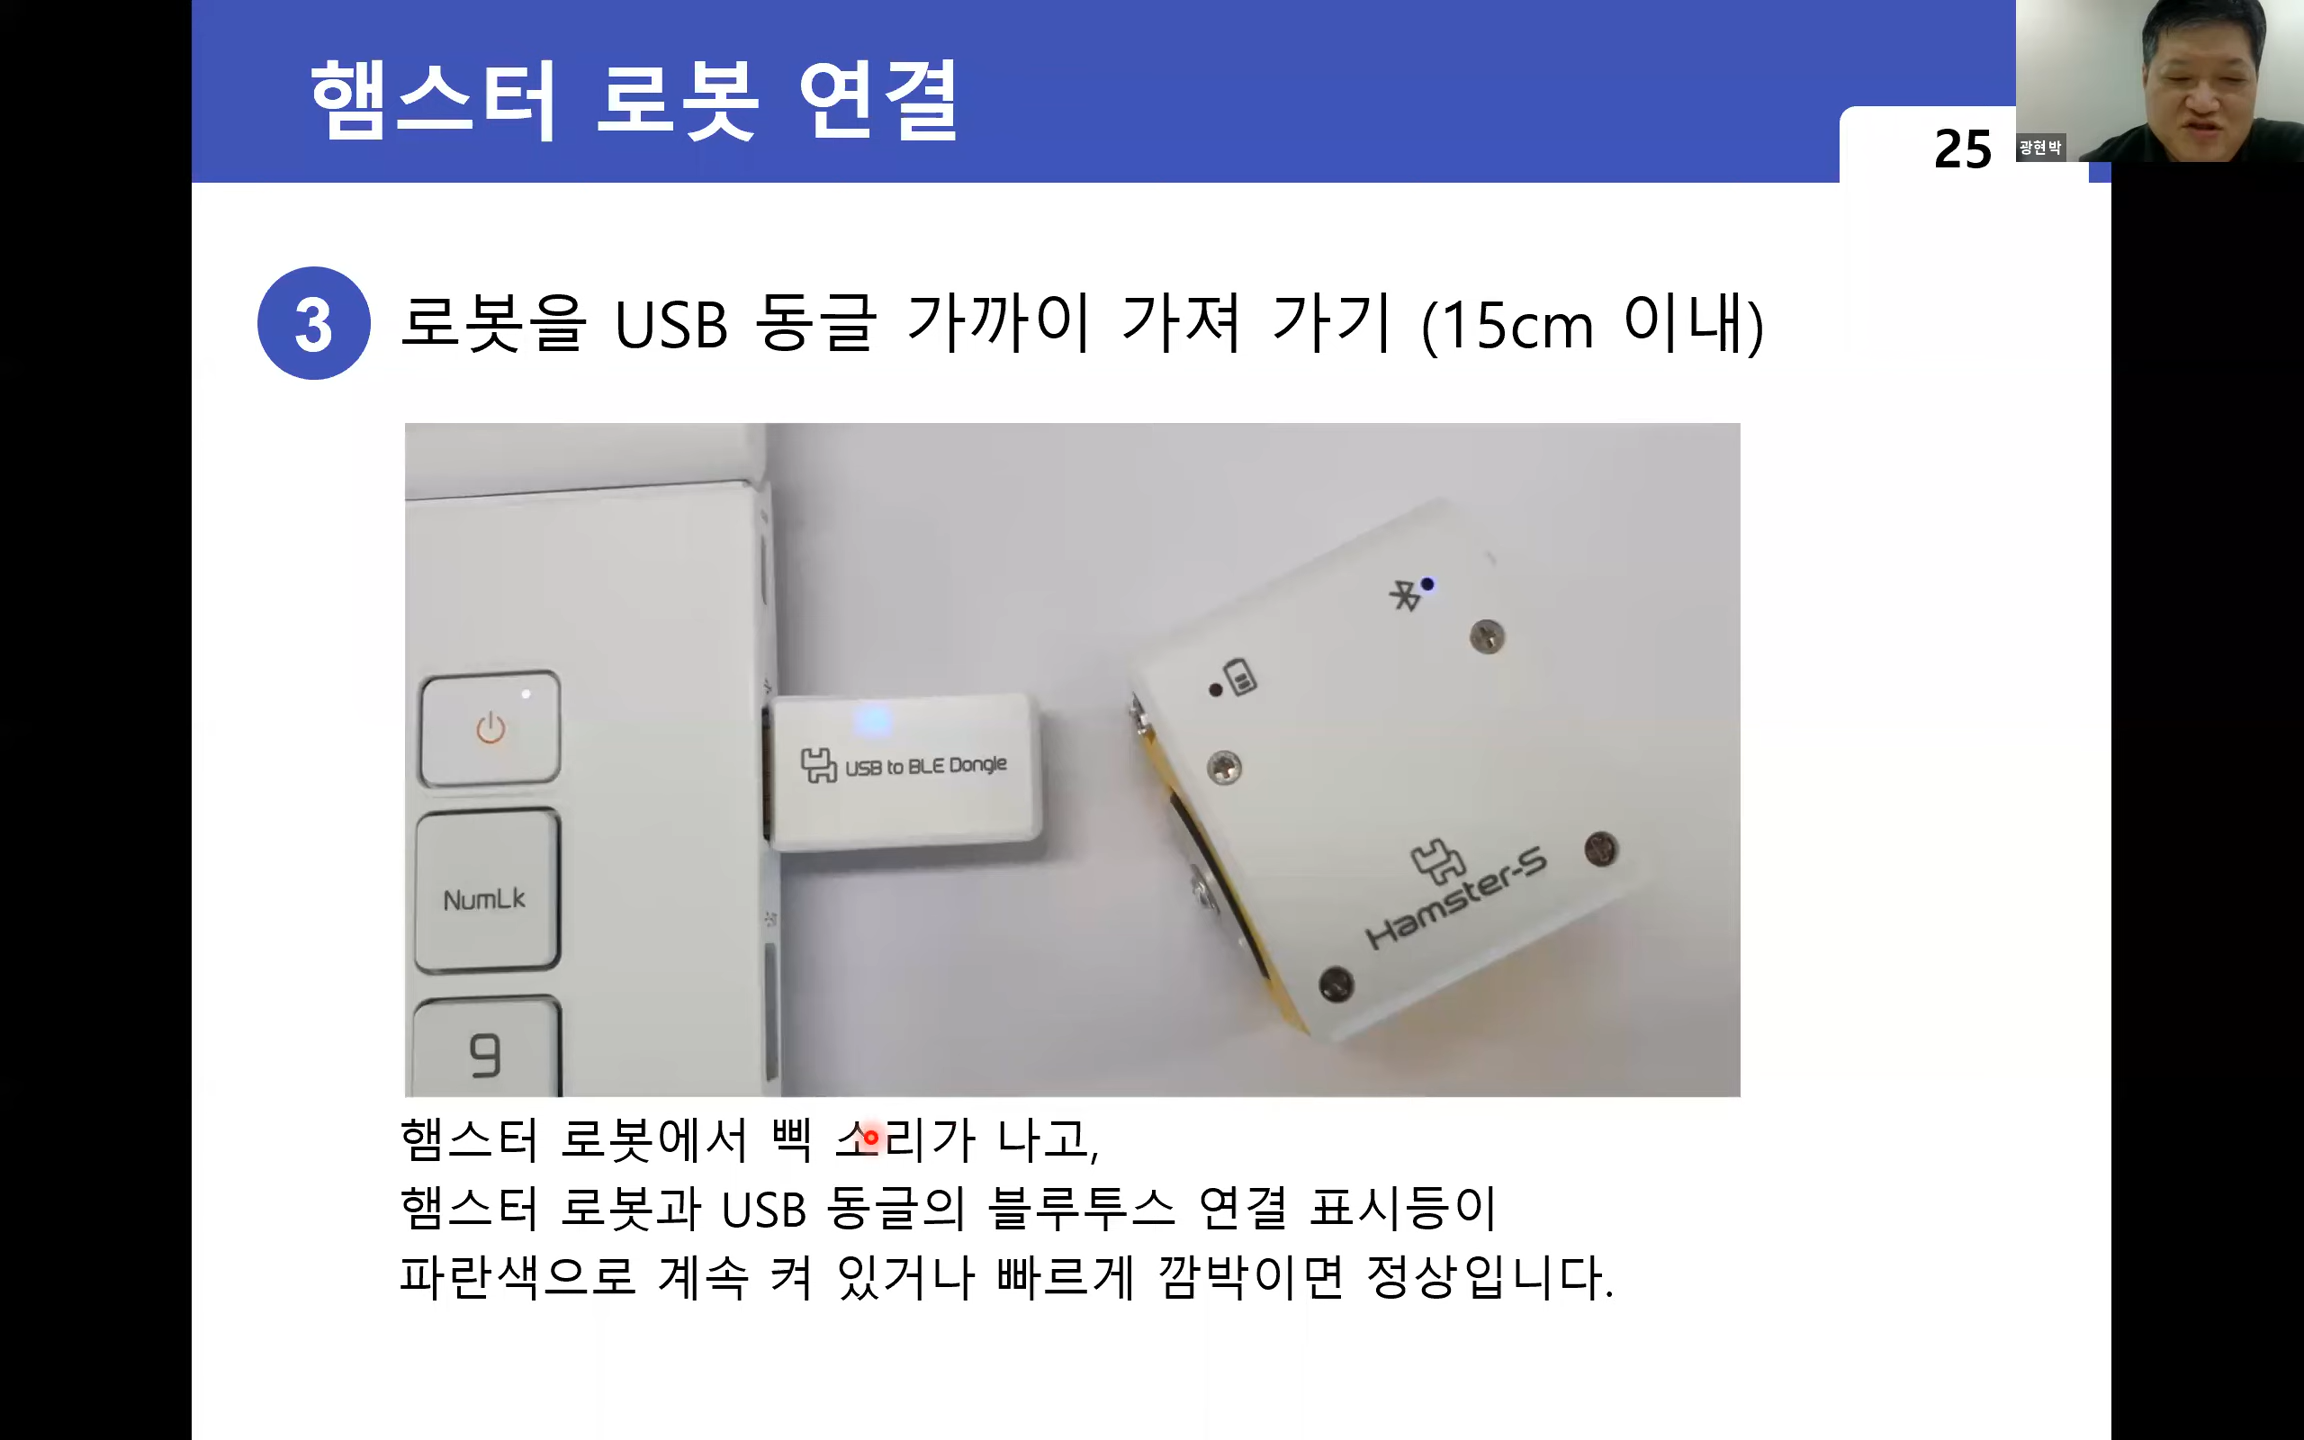 햄스터 로봇 연결
25
광현박
3 로봇을 USB 동글 가까이 가져 가기 (15cm 이내)
USB to BLE Dongle
NumLk
9
Hamster-S
햄스터 로봇에서 삑 소리가 나고,
햄스터 로봇과 USB 동글의 블루투스 연결 표시등이
파란색으로 계속 켜 있거나 빠르게 깜박이면 정상입니다.